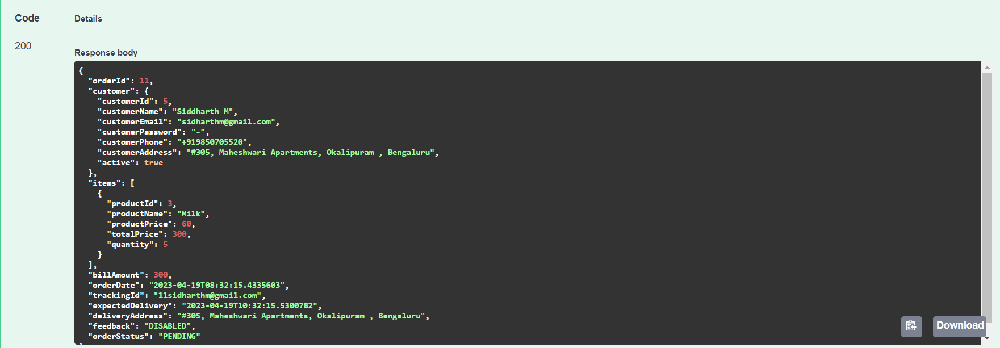 Code Details
200
Response body
{
"orderId": 11,
"customer": {
"customerId": 5,
"customerName": "Siddharth M",
"customerEmail": "sidharthm@gmail.com",
"customerPassword": "-",
"customerPhone": "+919850705520",
"customerAddress": "#305, Maheshwari Apartments, Okalipuram , Bengaluru",
"active": true
},
"items": [
{
"productId": 3,
"productName": "Milk",
"productPrice": 60,
"totalPrice": 300,
"quantity": 5
}
],
"billAmount": 300,
"orderDate": "2023-04-19T08:32:15.4335603",
"trackingId": "11sidharthm@gmail.com",
"expectedDelivery": "2023-04-19T10:32:15.5300782",
"deliveryAddress": "#305, Maheshwari Apartments, Okalipuram , Bengaluru",
"feedback": "DISABLED",
"orderStatus": "PENDING"
Download